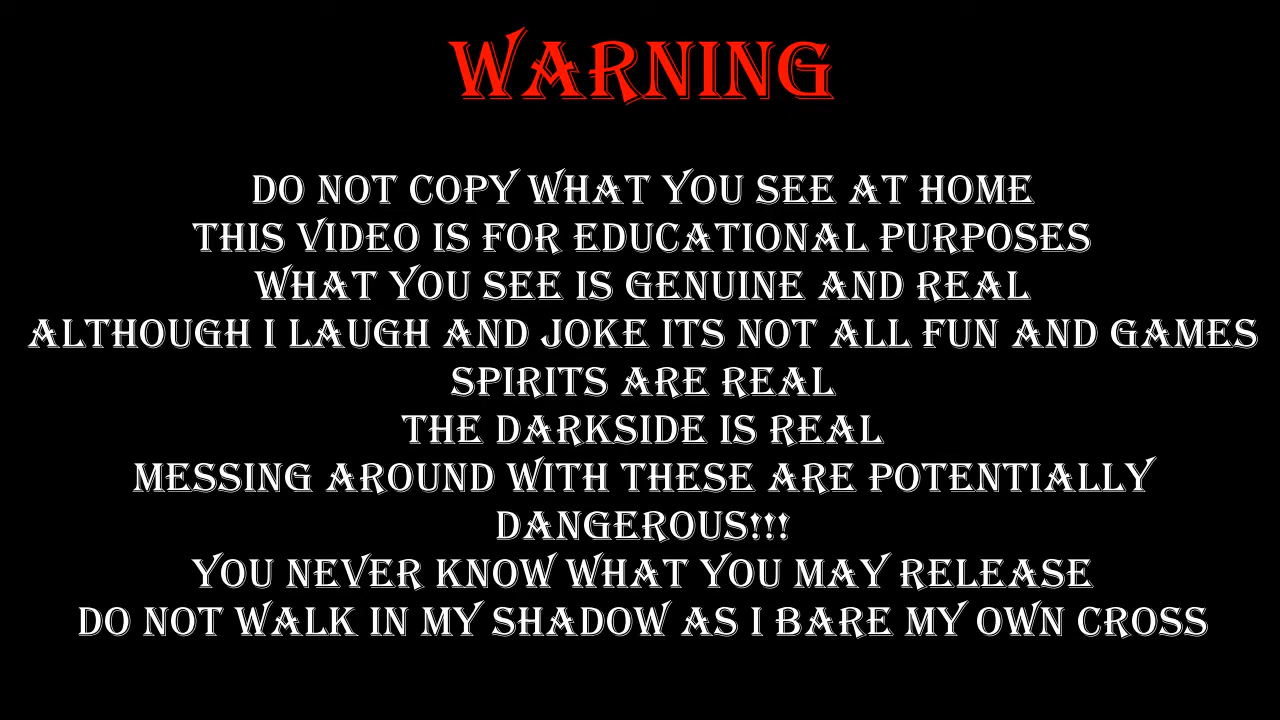 WARNING
DO NOT COPY WHAT YOU SEE AT HOME
THIS VIDEO IS FOR EDUCATIONAL PURPOSES
WHAT YOU SEE IS GENUINE AND REAL
ALTHOUGH I LAUGH AND JOKE ITS NOT ALL FUN AND GAMES
SPIRITS ARE REAL
THE DARKSIDE IS REAL
MESSING AROUND WITH THESE ARE POTENTIALLY
DANGEROUS!!!
YOU NEVER KNOW WHAT YOU MAY RELEASE
DO NOT WALK IN MY SHADOW AS I BARE MY OWN CROSS